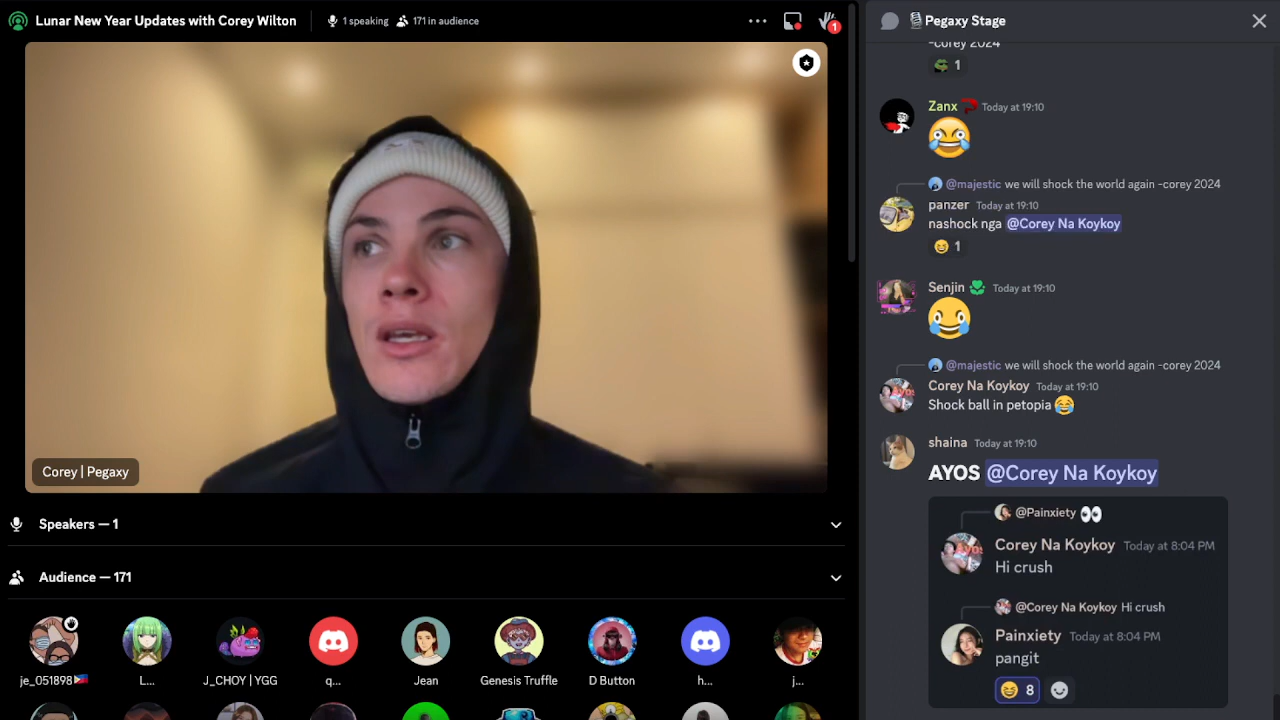 Lunar New Year Updates with Corey Wilton
1 speaking
171 in audience
1
Corey | Pegaxy
Speakers — 1
Audience — 171
je_051898🇵🇭
L...
J_CHOY | YGG
q...
Jean
Genesis Truffle
D Button
h...
j...
🎙️Pegaxy Stage
-corey 2024
1
Zanx Today at 19:10
@majestic we will shock the world again -corey 2024
panzer Today at 19:10
nashock nga @Corey Na Koykoy
1
Senjin Today at 19:10
@majestic we will shock the world again -corey 2024
Corey Na Koykoy Today at 19:10
Shock ball in petopia 😂
shaina Today at 19:10
AYOS @Corey Na Koykoy
@Painxiety 👀
Corey Na Koykoy Today at 8:04 PM
Hi crush
@Corey Na Koykoy Hi crush
Painxiety Today at 8:04 PM
pangit
8